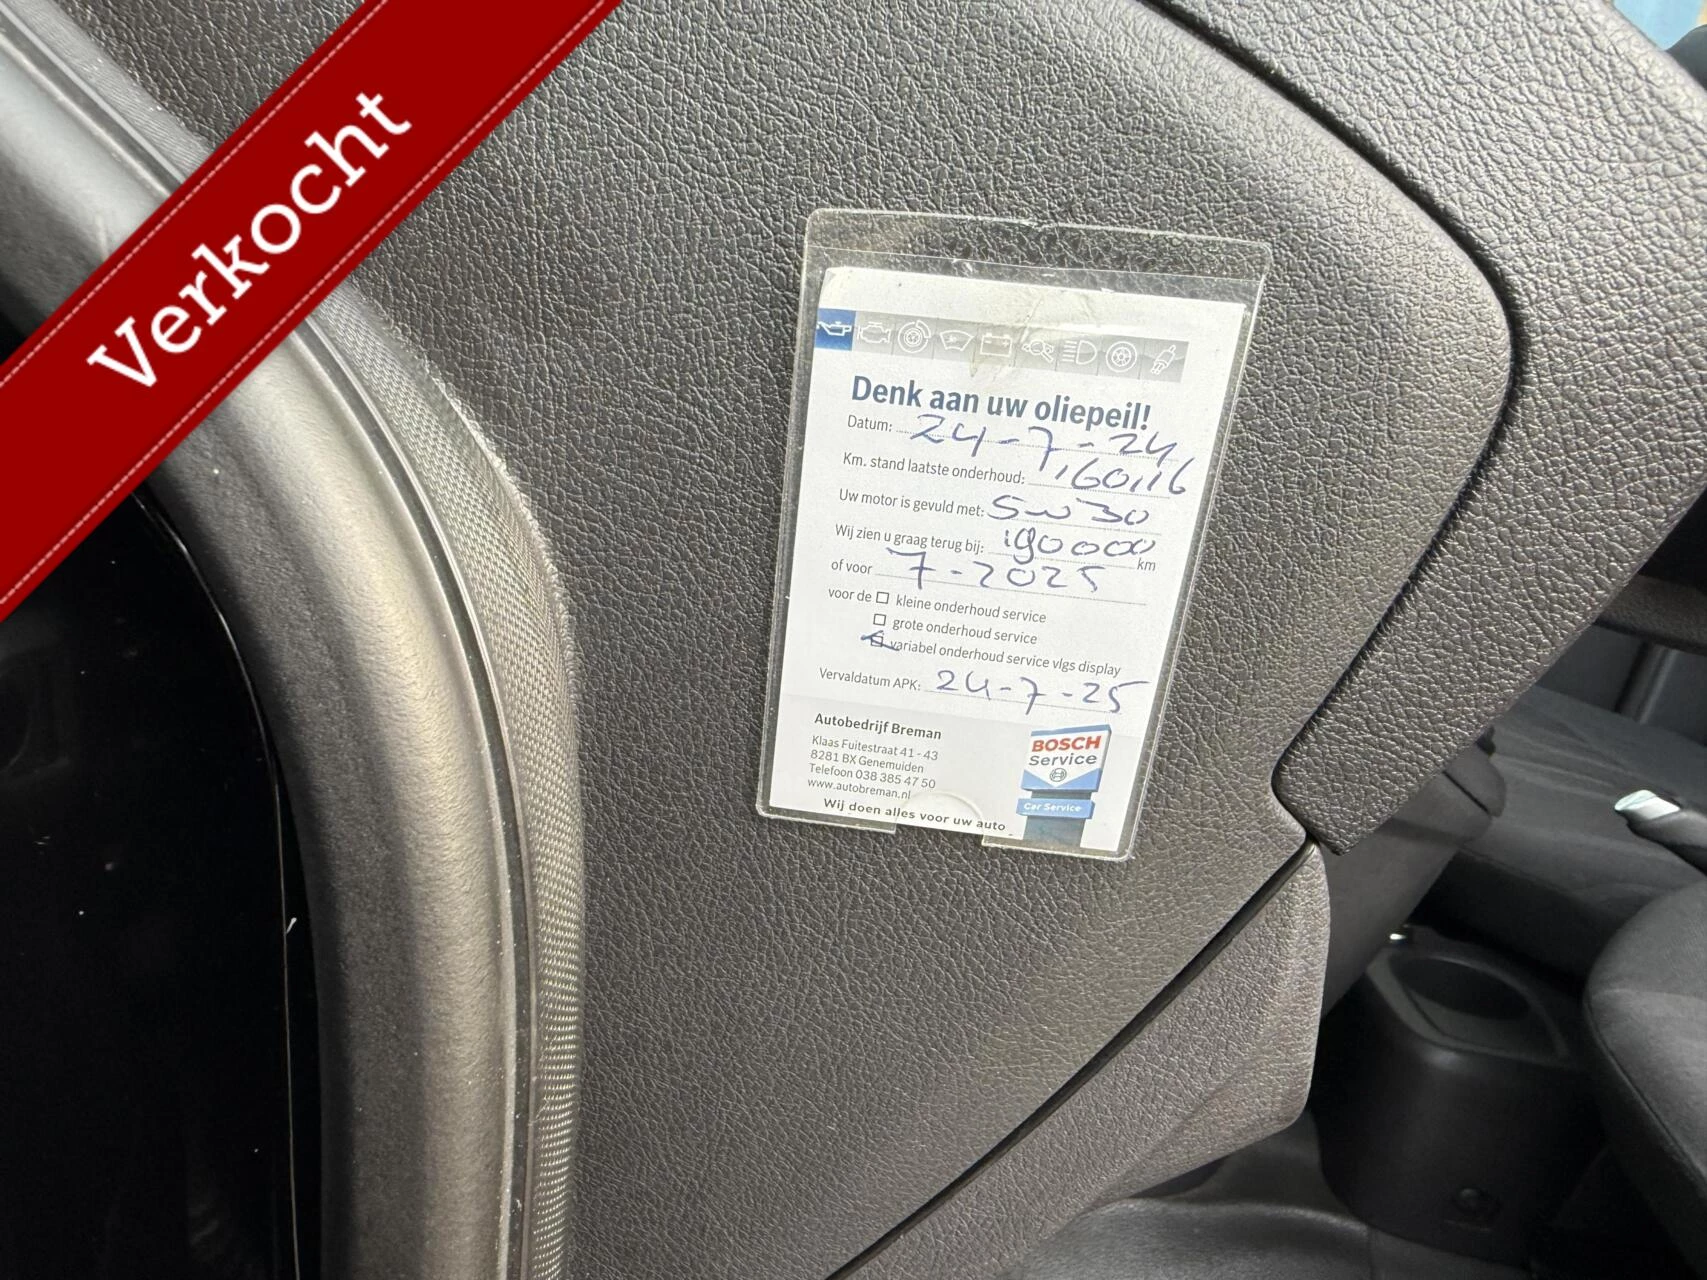 Verkocht
Denk aan uw oliepeil!
Datum: 24-7-24
Km. stand laatste onderhoud: 160116
Uw motor is gevuld met: 5w30
Wij zien u graag terug bij: 190000 km
of voor 7-2025
voor de kleine onderhoud service
grote onderhoud service
variabel onderhoud service vlgs display
Vervaldatum APK: 24-7-25
Autobedrijf Breman
Klaas Fuitestraat 41 - 43
8281 BX Genemuiden
Telefoon 038 385 47 50
www.autobreman.nl
Wij doen alles voor uw auto
BOSCH
Service
Car Service